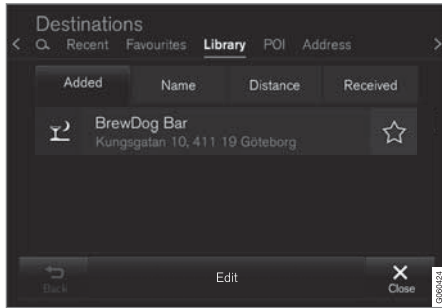 Destinations
Recent Favourites Library POI Address
Added Name Distance Received
BrewDog Bar
Kungsgatan 10, 411 19 Göteborg
Back Edit Close
G060424